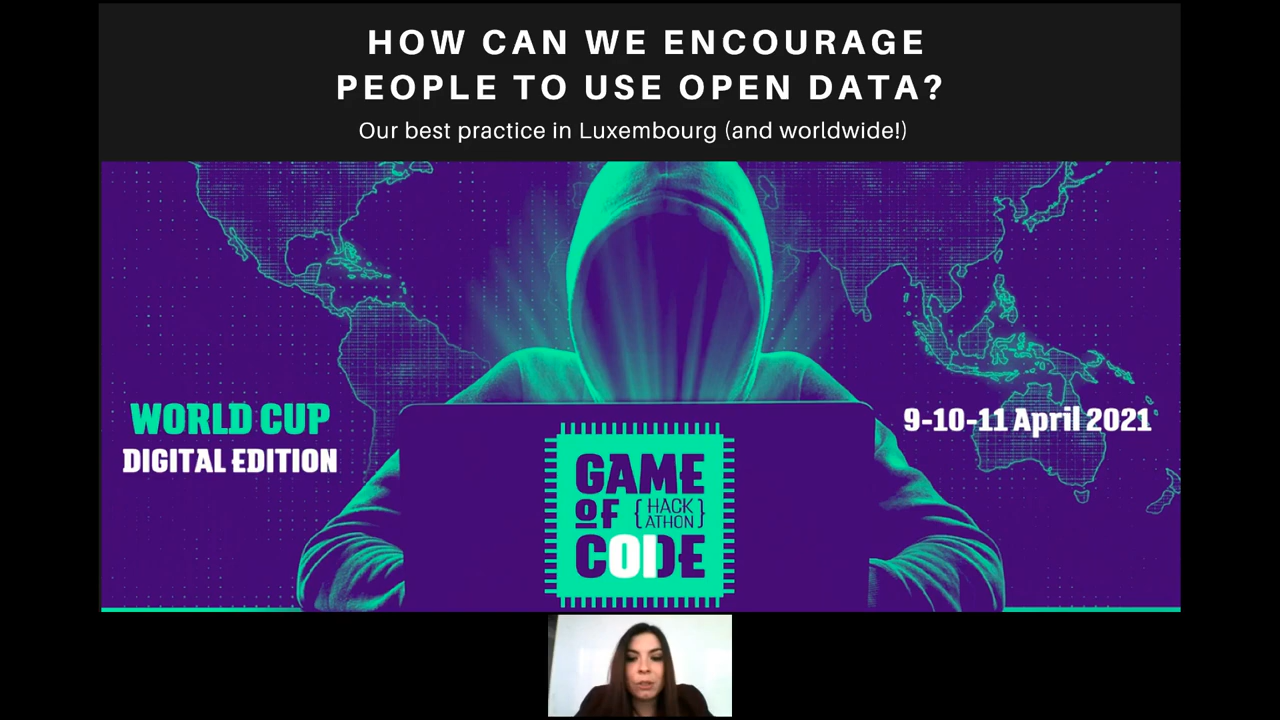 HOW CAN WE ENCOURAGE
PEOPLE TO USE OPEN DATA?
Our best practice in Luxembourg (and worldwide!)
WORLD CUP
DIGITAL EDITION
9-10-11 April 2021
GAME
OF {HACK
ATHON}
CODE